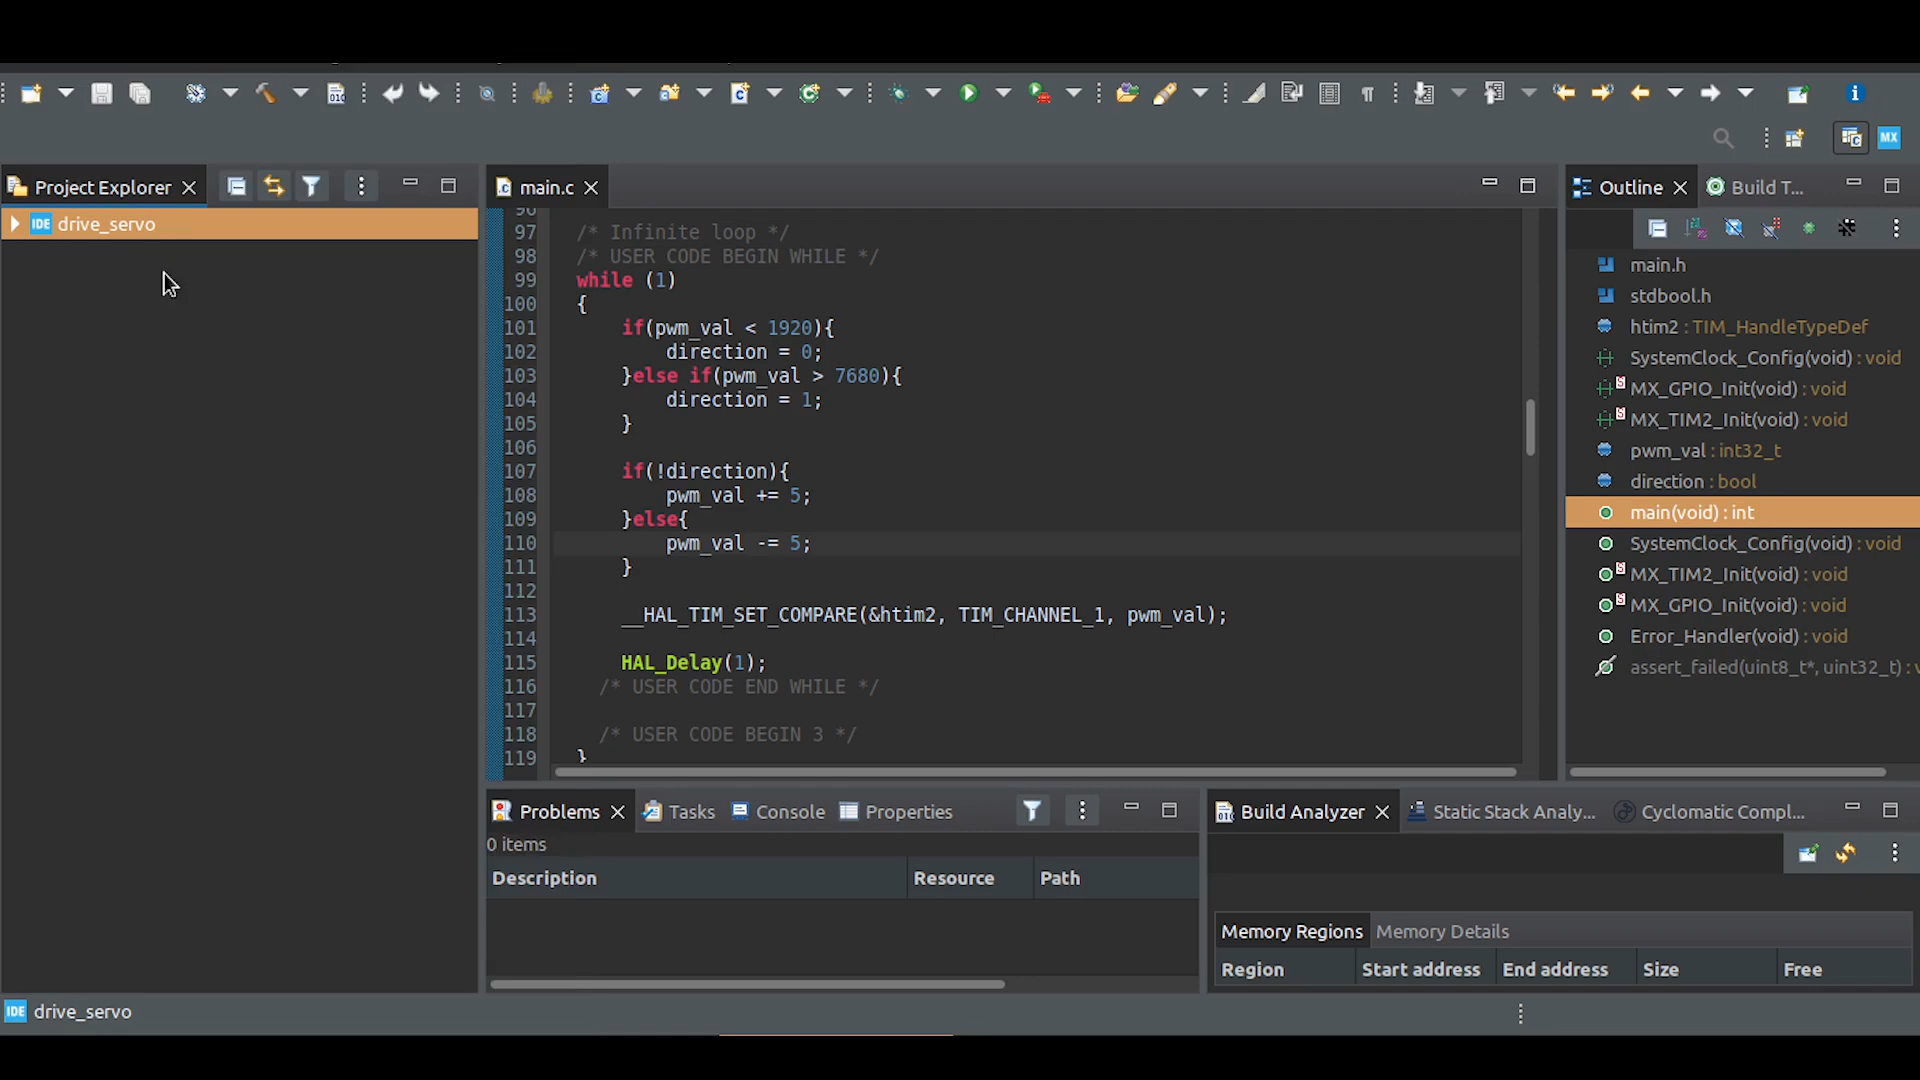 MX
Project Explorer
main.c
Outline
Build T...
IDE drive_servo
97 /* Infinite loop */
98 /* USER CODE BEGIN WHILE */
99 while (1)
100 {
101 if(pwm_val < 1920){
102 direction = 0;
103 }else if(pwm_val > 7680){
104 direction = 1;
105 }
106
107 if(!direction){
108 pwm_val += 5;
109 }else{
110 pwm_val -= 5;
111 }
112
113 __HAL_TIM_SET_COMPARE(&htim2, TIM_CHANNEL_1, pwm_val);
114
115 HAL_Delay(1);
116 /* USER CODE END WHILE */
117
118 /* USER CODE BEGIN 3 */
119 }
main.h
stdbool.h
htim2 : TIM_HandleTypeDef
SystemClock_Config(void) : void
MX_GPIO_Init(void) : void
MX_TIM2_Init(void) : void
pwm_val : int32_t
direction : bool
main(void) : int
SystemClock_Config(void) : void
MX_TIM2_Init(void) : void
MX_GPIO_Init(void) : void
Error_Handler(void) : void
assert_failed(uint8_t*, uint32_t) : v
Problems
Tasks
Console
Properties
0 items
Description Resource Path
Build Analyzer
Static Stack Analy...
Cyclomatic Compl...
Memory Regions Memory Details
Region Start address End address Size Free
IDE drive_servo